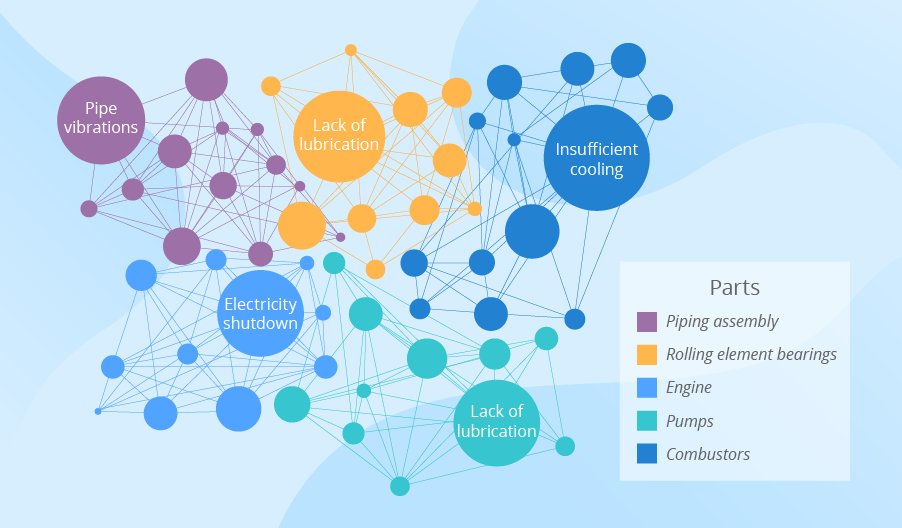 Pipe
vibrations
Lack of
lubrication
Insufficient
cooling
Electricity
shutdown
Lack of
lubrication
Parts
Piping assembly
Rolling element bearings
Engine
Pumps
Combustors